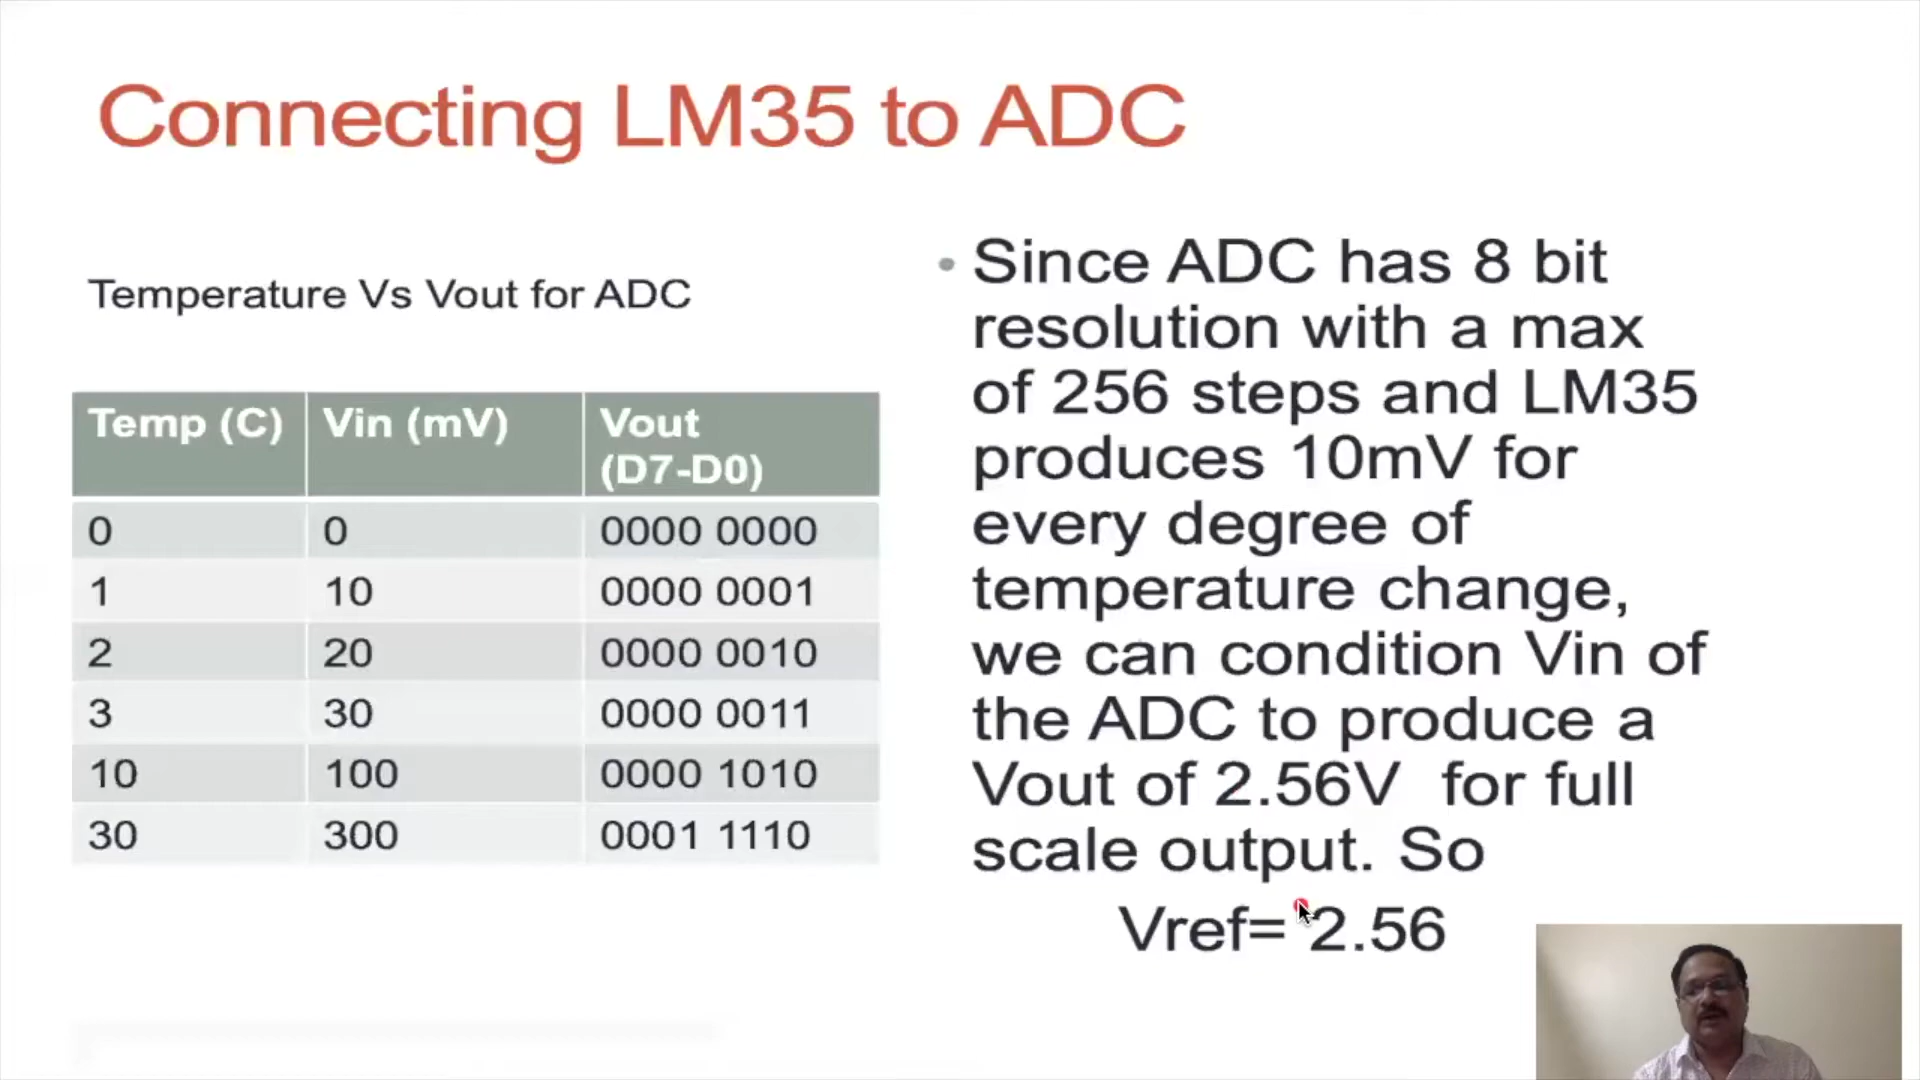 Connecting LM35 to ADC
Temperature Vs Vout for ADC
Temp (C) Vin (mV) Vout
(D7-D0)
0 0 0000 0000
1 10 0000 0001
2 20 0000 0010
3 30 0000 0011
10 100 0000 1010
30 300 0001 1110
• Since ADC has 8 bit
resolution with a max
of 256 steps and LM35
produces 10mV for
every degree of
temperature change,
we can condition Vin of
the ADC to produce a
Vout of 2.56V for full
scale output. So
Vref= 2.56